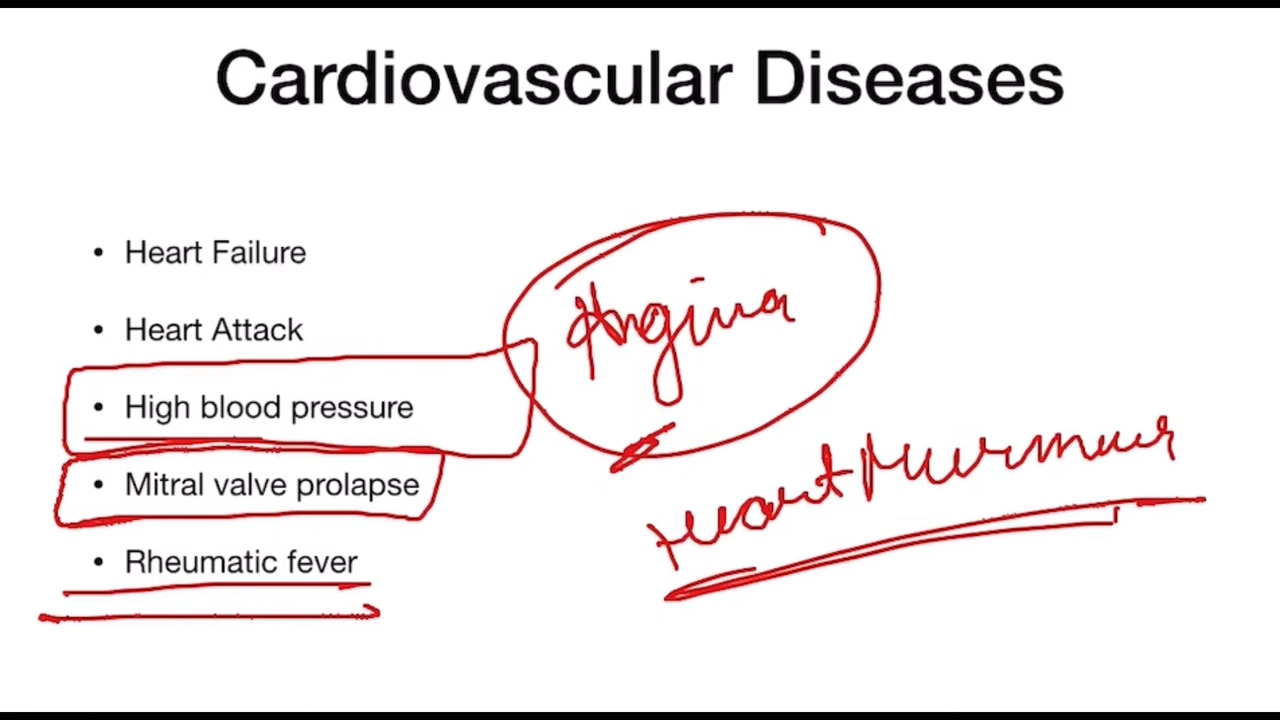 Cardiovascular Diseases
• Heart Failure
• Heart Attack
• High blood pressure
• Mitral valve prolapse
• Rheumatic fever
Angina
Heart Murmur